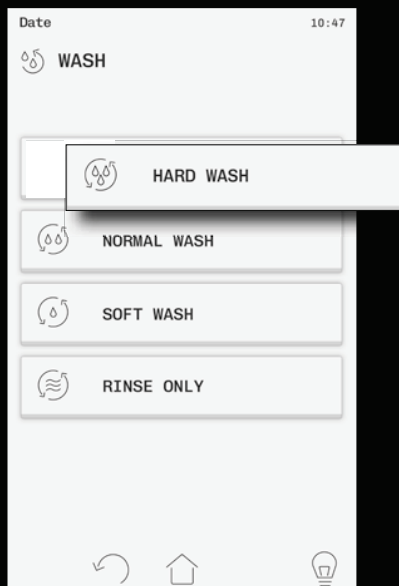 Date 10:47
WASH
HARD WASH
NORMAL WASH
SOFT WASH
RINSE ONLY